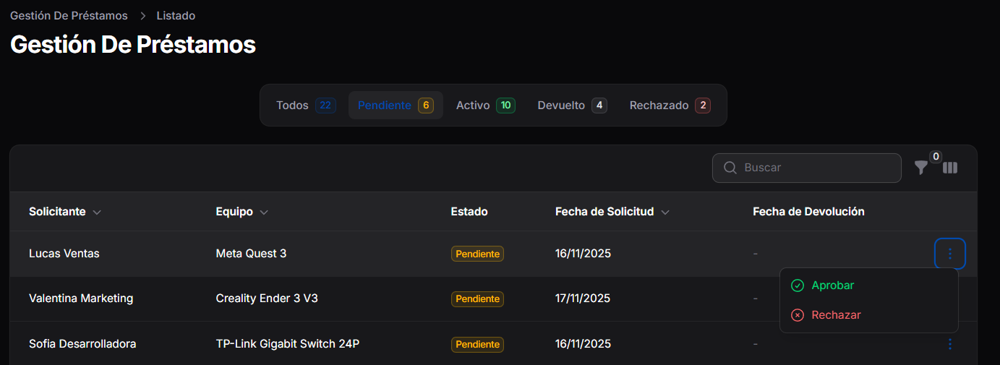 Gestión De Préstamos > Listado
Gestión De Préstamos
Todos 22 Pendiente 6 Activo 10 Devuelto 4 Rechazado 2
Buscar 0
Solicitante Equipo Estado Fecha de Solicitud Fecha de Devolución
Lucas Ventas Meta Quest 3 Pendiente 16/11/2025 -
Aprobar
Valentina Marketing Creality Ender 3 V3 Pendiente 17/11/2025 -
Rechazar
Sofia Desarrolladora TP-Link Gigabit Switch 24P Pendiente 16/11/2025 -